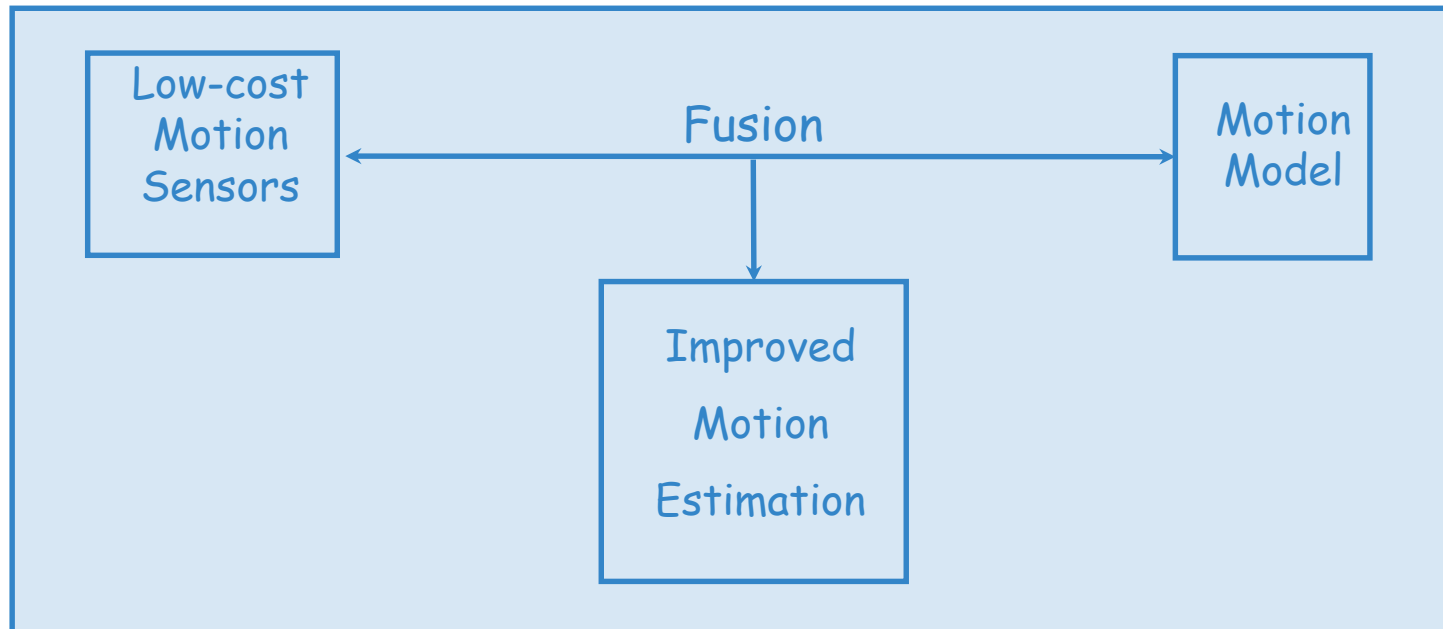 Low-cost
Motion
Sensors
Fusion
Motion
Model
Improved
Motion
Estimation